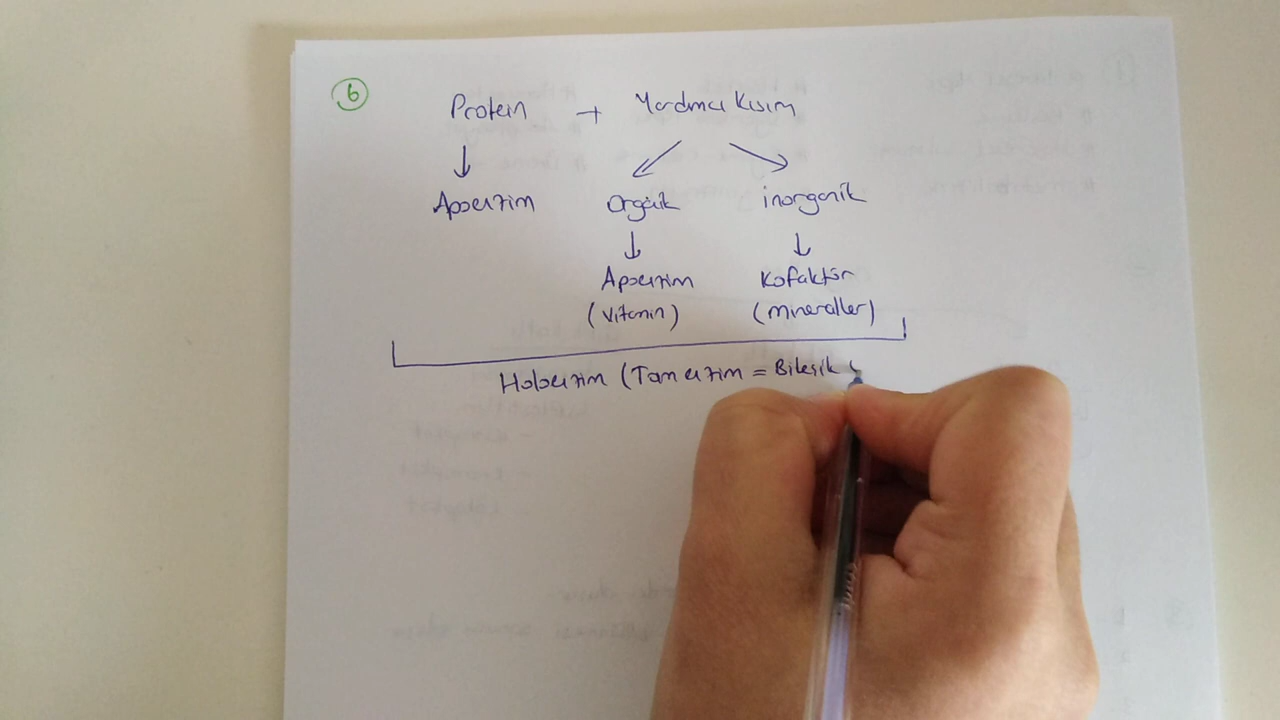 6
Protein + Yardımcı Kısım
Apoenzim Organik inorganik
Apoenzim Kofaktör
(Vitamin) (mineraller)
Holoenzim (Tam enzim = Bileşik